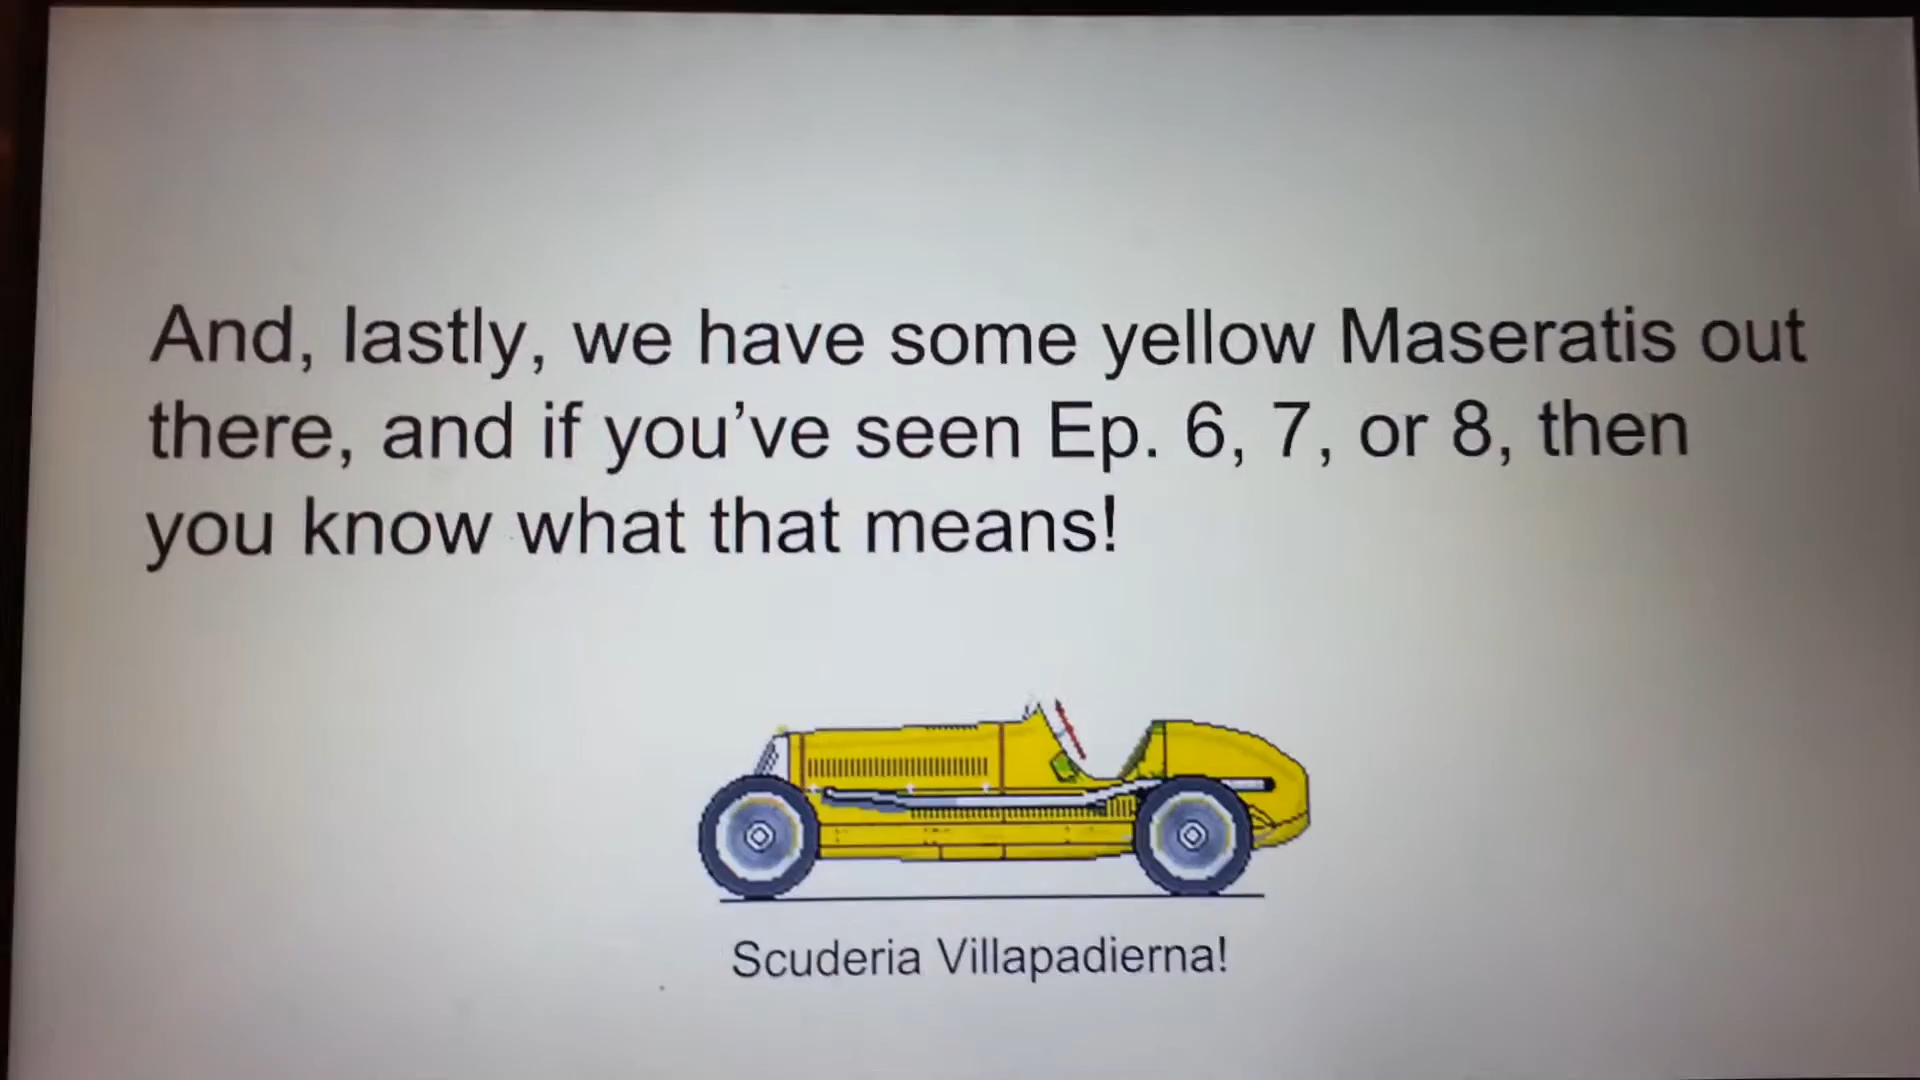 And, lastly, we have some yellow Maseratis out
there, and if you’ve seen Ep. 6, 7, or 8, then
you know what that means!
Scuderia Villapadierna!